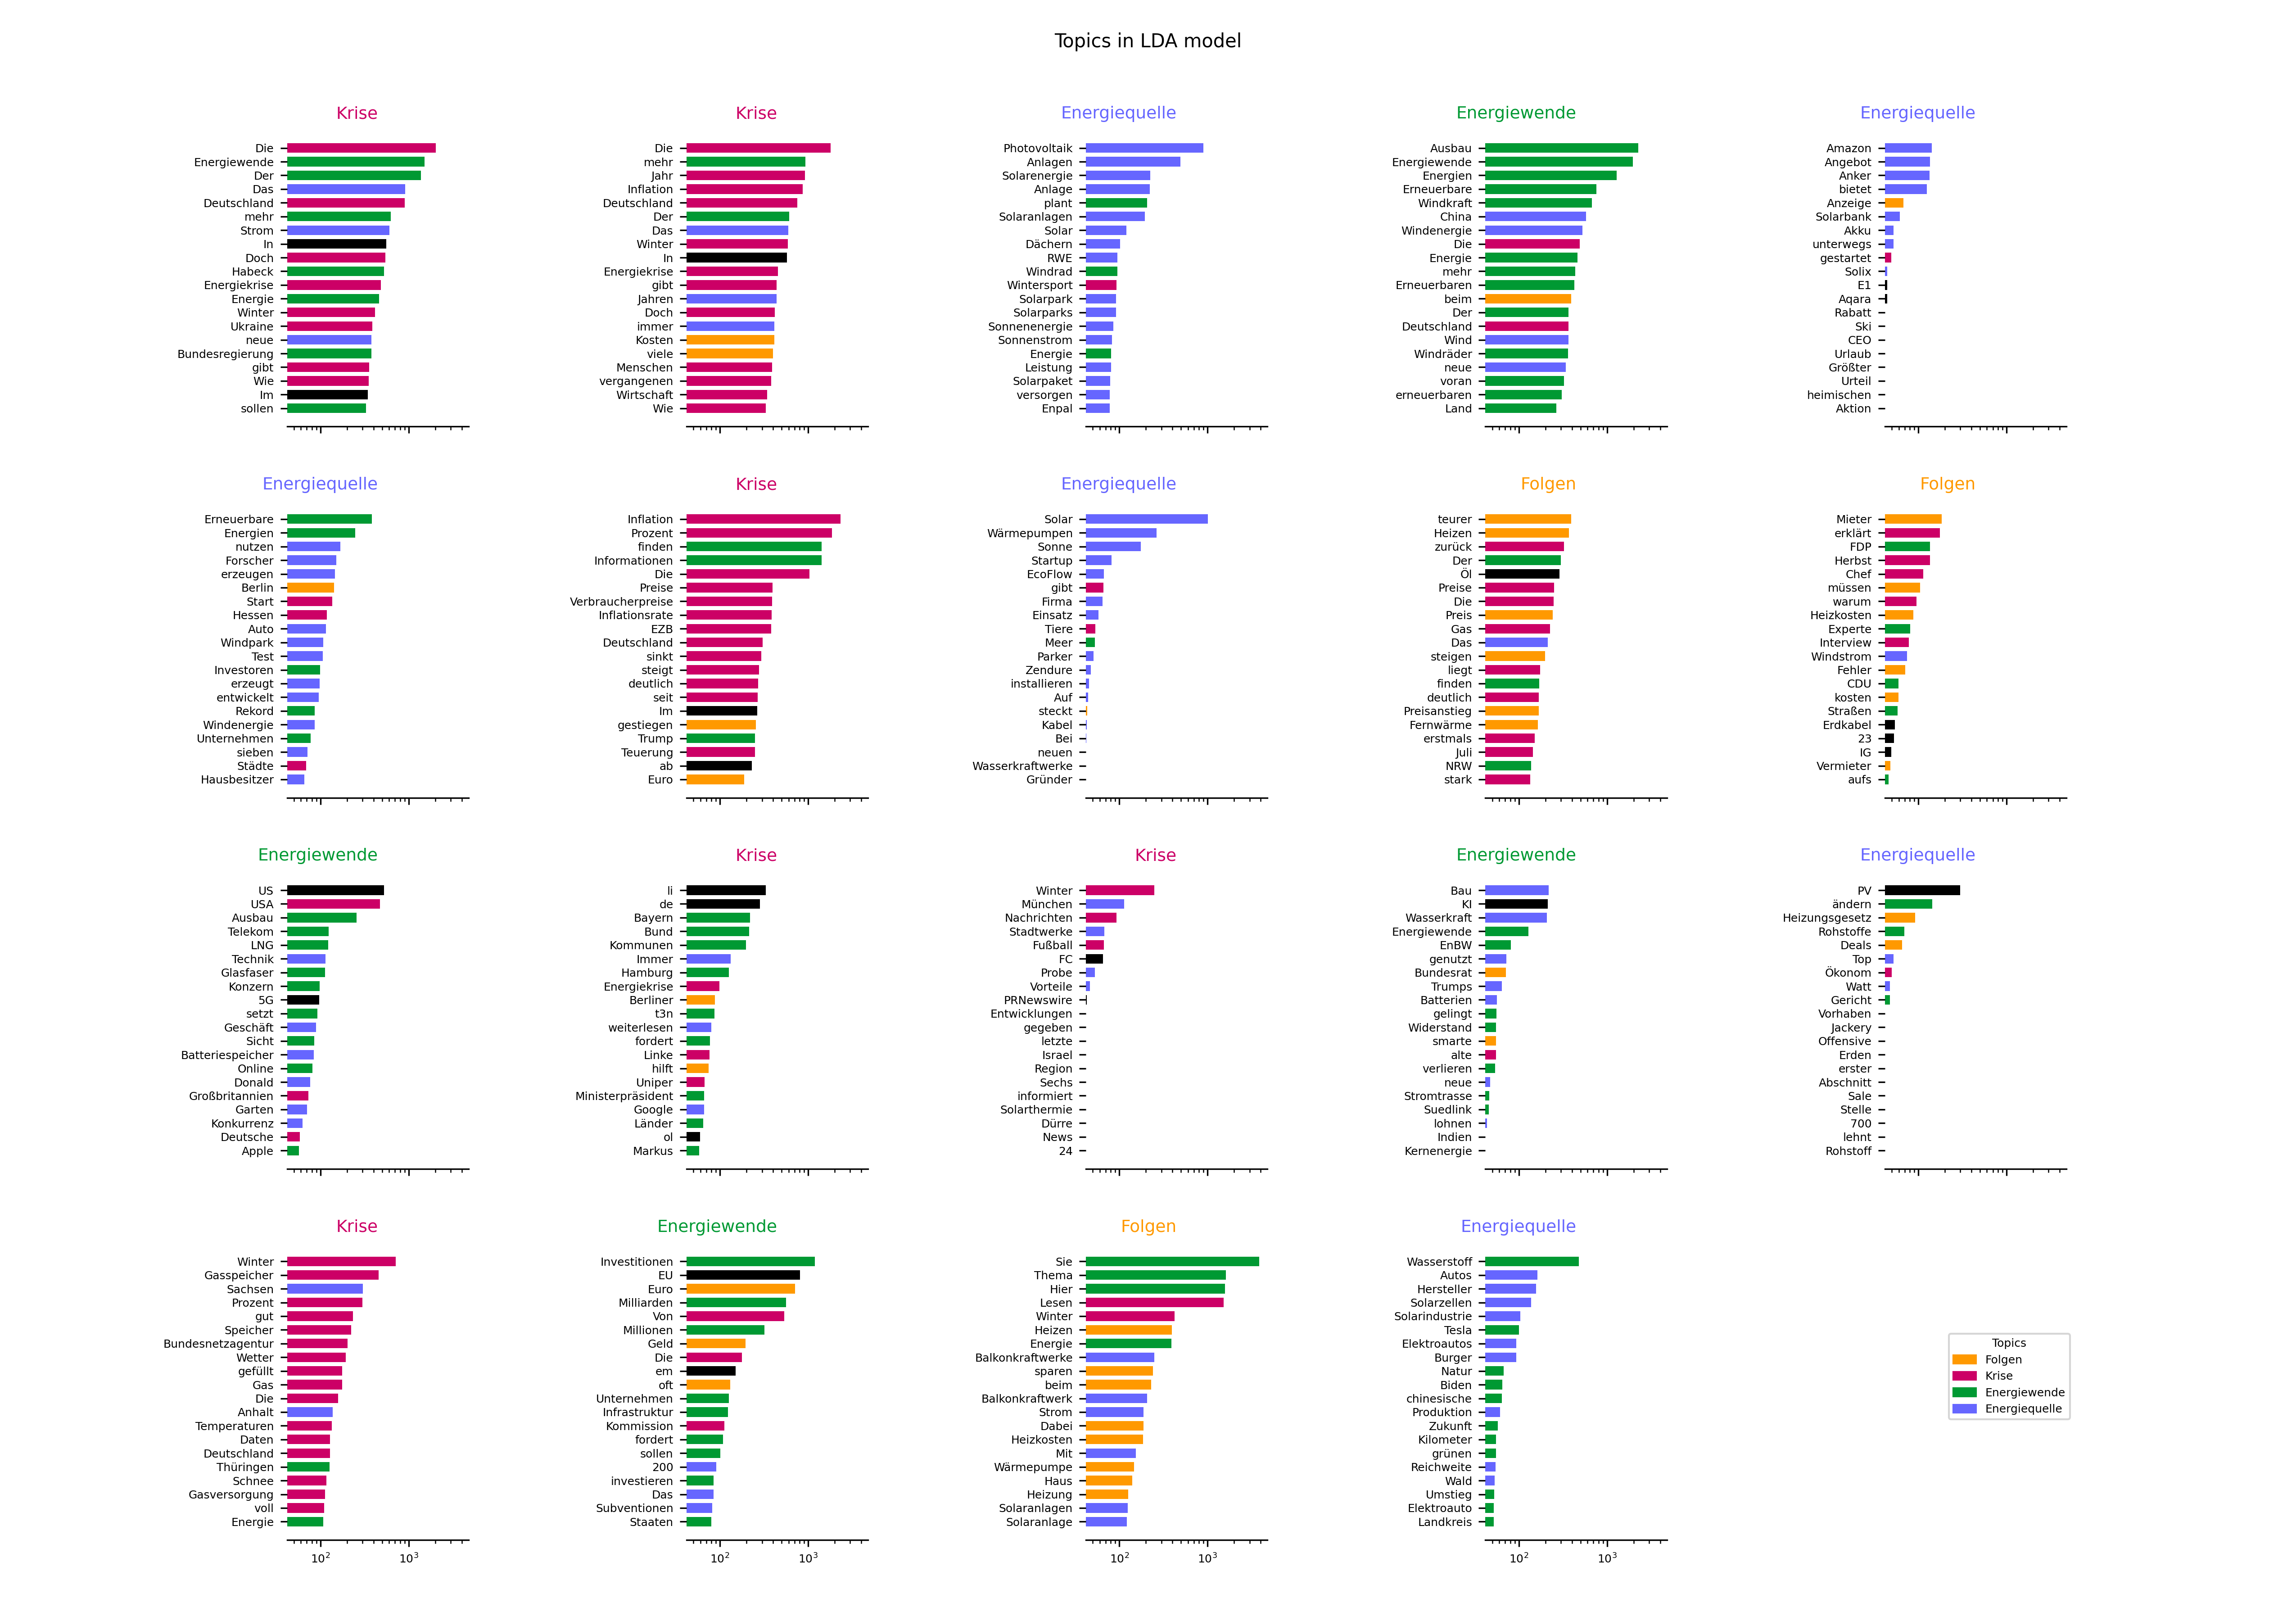 Topics in LDA model
Krise
Die
Energiewende
Der
Das
Deutschland
mehr
Strom
In
Doch
Habeck
Energiekrise
Energie
Winter
Ukraine
neue
Bundesregierung
gibt
Wie
Im
sollen
Krise
Die
mehr
Jahr
Inflation
Deutschland
Der
Das
Winter
In
Energiekrise
gibt
Jahren
Doch
immer
Kosten
viele
Menschen
vergangenen
Wirtschaft
Wie
Energiequelle
Photovoltaik
Anlagen
Solarenergie
Anlage
plant
Solaranlagen
Solar
Dächern
RWE
Windrad
Wintersport
Solarpark
Solarparks
Sonnenenergie
Sonnenstrom
Energie
Leistung
Solarpaket
versorgen
Enpal
Energiewende
Ausbau
Energiewende
Energien
Erneuerbare
Windkraft
China
Windenergie
Die
Energie
mehr
Erneuerbaren
beim
Der
Deutschland
Wind
Windräder
neue
voran
erneuerbaren
Land
Energiequelle
Amazon
Angebot
Anker
bietet
Anzeige
Solarbank
Akku
unterwegs
gestartet
Solix
E1
Aqara
Rabatt
Ski
CEO
Urlaub
Größter
Urteil
heimischen
Aktion
Energiequelle
Erneuerbare
Energien
nutzen
Forscher
erzeugen
Berlin
Start
Hessen
Auto
Windpark
Test
Investoren
erzeugt
entwickelt
Rekord
Windenergie
Unternehmen
sieben
Städte
Hausbesitzer
Krise
Inflation
Prozent
finden
Informationen
Die
Preise
Verbraucherpreise
Inflationsrate
EZB
Deutschland
sinkt
steigt
deutlich
seit
Im
gestiegen
Trump
Teuerung
ab
Euro
Energiequelle
Solar
Wärmepumpen
Sonne
Startup
EcoFlow
gibt
Firma
Einsatz
Tiere
Meer
Parker
Zendure
installieren
Auf
steckt
Kabel
Bei
neuen
Wasserkraftwerke
Gründer
Folgen
teurer
Heizen
zurück
Der
Öl
Preise
Die
Preis
Gas
Das
steigen
liegt
finden
deutlich
Preisanstieg
Fernwärme
erstmals
Juli
NRW
stark
Folgen
Mieter
erklärt
FDP
Herbst
Chef
müssen
warum
Heizkosten
Experte
Interview
Windstrom
Fehler
CDU
kosten
Straßen
Erdkabel
23
IG
Vermieter
aufs
Energiewende
US
USA
Ausbau
Telekom
LNG
Technik
Glasfaser
Konzern
5G
setzt
Geschäft
Sicht
Batteriespeicher
Online
Donald
Großbritannien
Garten
Konkurrenz
Deutsche
Apple
Krise
li
de
Bayern
Bund
Kommunen
Immer
Hamburg
Energiekrise
Berliner
t3n
weiterlesen
fordert
Linke
hilft
Uniper
Ministerpräsident
Google
Länder
ol
Markus
Krise
Winter
München
Nachrichten
Stadtwerke
Fußball
FC
Probe
Vorteile
PRNewswire
Entwicklungen
gegeben
letzte
Israel
Region
Sechs
informiert
Solarthermie
Dürre
News
24
Energiewende
Bau
KI
Wasserkraft
Energiewende
EnBW
genutzt
Bundesrat
Trumps
Batterien
gelingt
Widerstand
smarte
alte
verlieren
neue
Stromtrasse
Suedlink
lohnen
Indien
Kernenergie
Energiequelle
PV
ändern
Heizungsgesetz
Rohstoffe
Deals
Top
Ökonom
Watt
Gericht
Vorhaben
Jackery
Offensive
Erden
erster
Abschnitt
Sale
Stelle
700
lehnt
Rohstoff
Krise
Winter
Gasspeicher
Sachsen
Prozent
gut
Speicher
Bundesnetzagentur
Wetter
gefüllt
Gas
Die
Anhalt
Temperaturen
Daten
Deutschland
Thüringen
Schnee
Gasversorgung
voll
Energie
10² 10³
Energiewende
Investitionen
EU
Euro
Milliarden
Von
Millionen
Geld
Die
em
oft
Unternehmen
Infrastruktur
Kommission
fordert
sollen
200
investieren
Das
Subventionen
Staaten
10² 10³
Folgen
Sie
Thema
Hier
Lesen
Winter
Heizen
Energie
Balkonkraftwerke
sparen
beim
Balkonkraftwerk
Strom
Dabei
Heizkosten
Mit
Wärmepumpe
Haus
Heizung
Solaranlagen
Solaranlage
10² 10³
Energiequelle
Wasserstoff
Autos
Hersteller
Solarzellen
Solarindustrie
Tesla
Elektroautos
Burger
Natur
Biden
chinesische
Produktion
Zukunft
Kilometer
grünen
Reichweite
Wald
Umstieg
Elektroauto
Landkreis
10² 10³
Topics
Folgen
Krise
Energiewende
Energiequelle